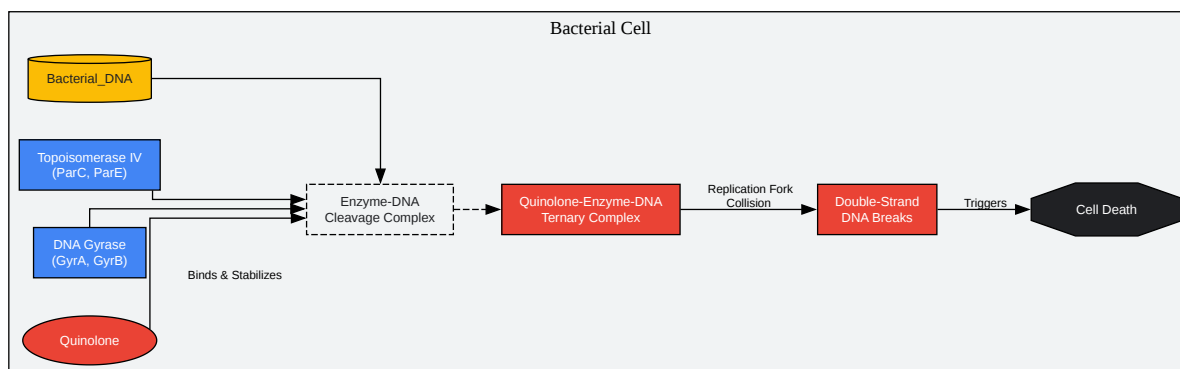 Bacterial Cell
Bacterial_DNA
Topoisomerase IV
(ParC, ParE)
DNA Gyrase
(GyrA, GyrB)
Quinolone
Binds & Stabilizes
Enzyme-DNA
Cleavage Complex
Quinolone-Enzyme-DNA
Ternary Complex
Replication Fork
Collision
Double-Strand
DNA Breaks
Triggers
Cell Death